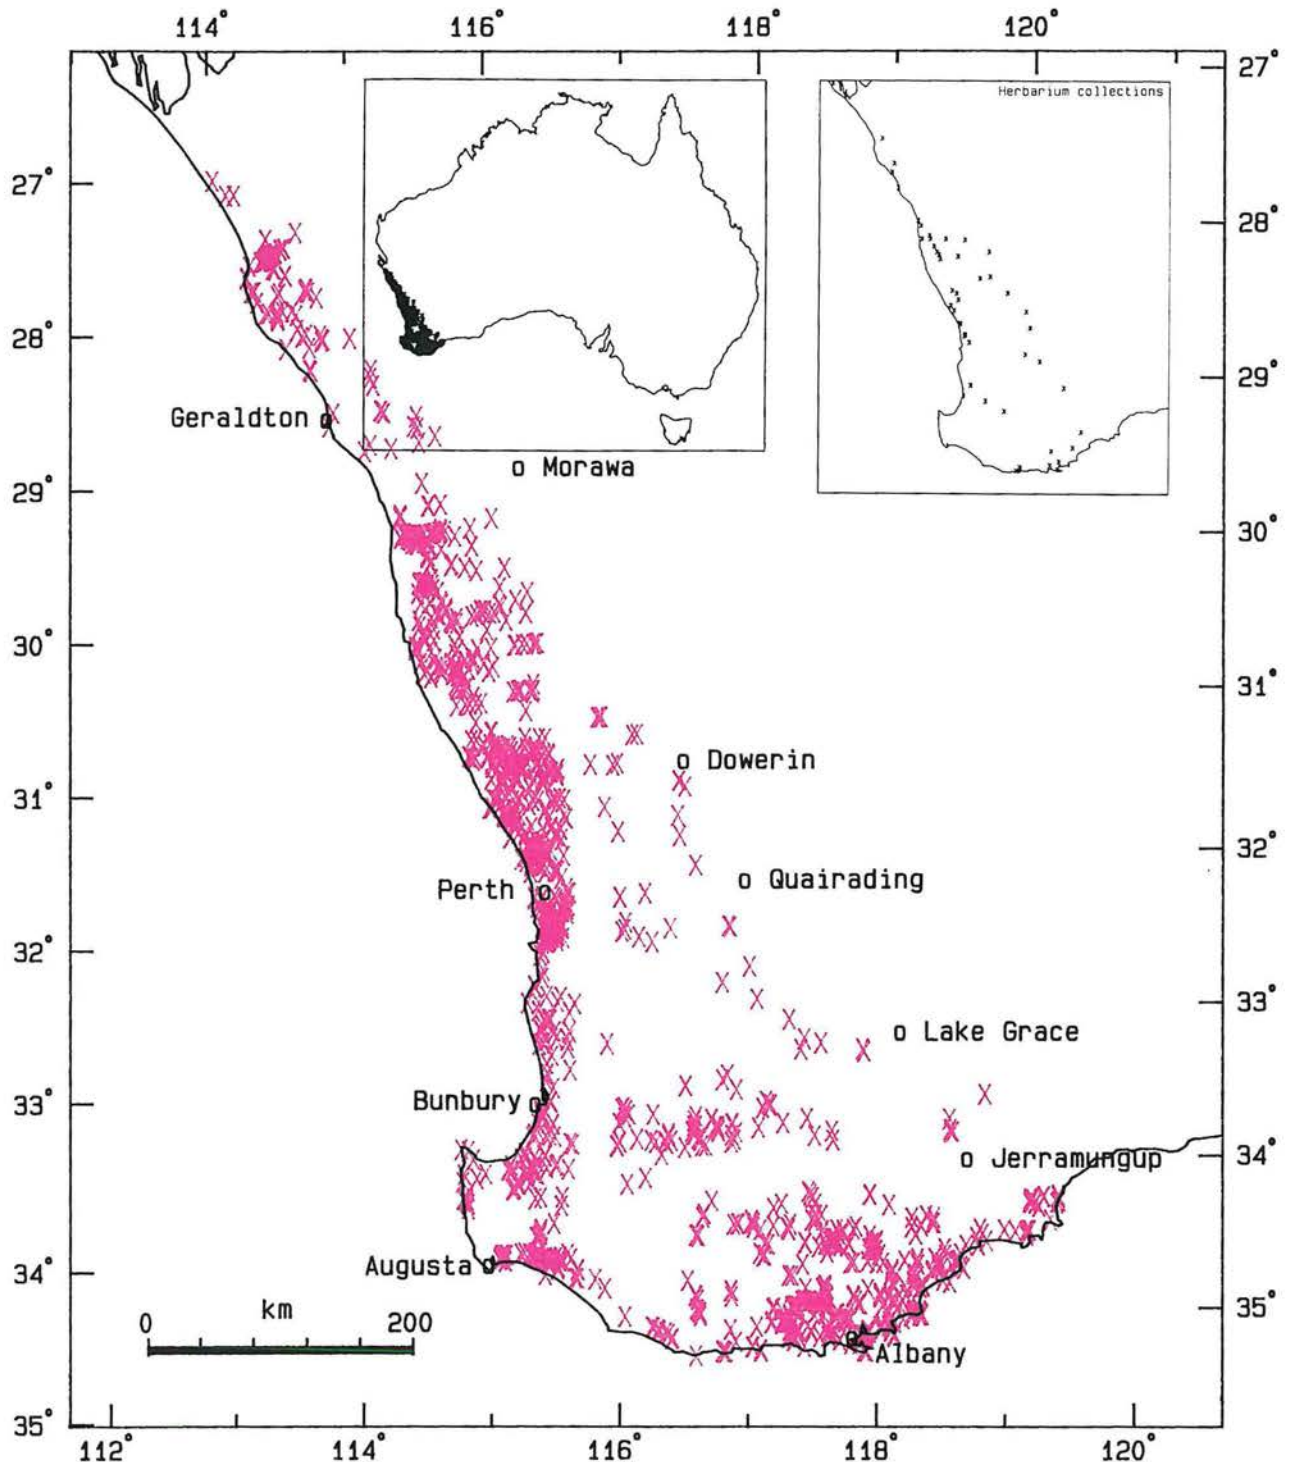 114° 116° 118° 120°
27°
Herbarium collections
27°
28°
28°
29°
Geraldton
Morawa
29°
30°
30°
31°
Dowerin
31°
32°
Quairading
Perth
32°
33°
Lake Grace
Bunbury
33°
34°
Jerramungup
Augusta
34°
km
0 200
35°
Albany
35°
112° 114° 116° 118° 120°